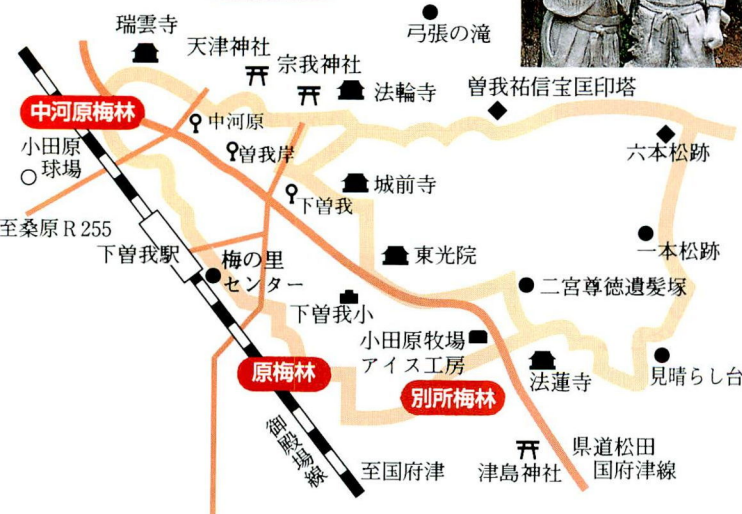 弓張の滝
瑞雲寺
天津神社
宗我神社
法輪寺
曽我祐信宝匡印塔
中河原梅林
中河原
小田原
球場
曽我岸
六本松跡
城前寺
下曽我
至桑原R255
下曽我駅
梅の里
センター
東光院
一本松跡
二宮尊徳遺髪塚
下曽我小
小田原牧場
アイス工房
原梅林
別所梅林
法蓮寺
見晴らし台
御殿場線
至国府津
津島神社
県道松田
国府津線